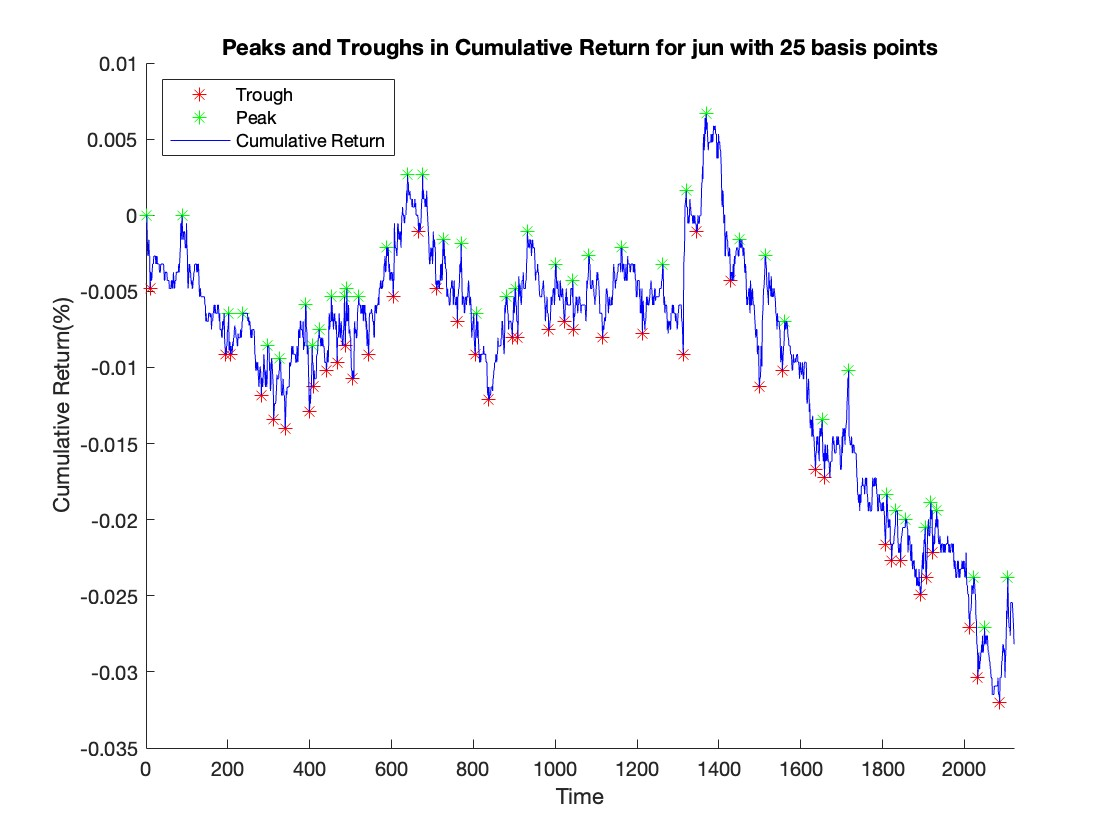 Peaks and Troughs in Cumulative Return for jun with 25 basis points
0.01
0.005
0
-0.005
-0.01
-0.015
-0.02
-0.025
-0.03
-0.035
Cumulative Return(%)
Trough
Peak
Cumulative Return
0 200 400 600 800 1000 1200 1400 1600 1800 2000
Time